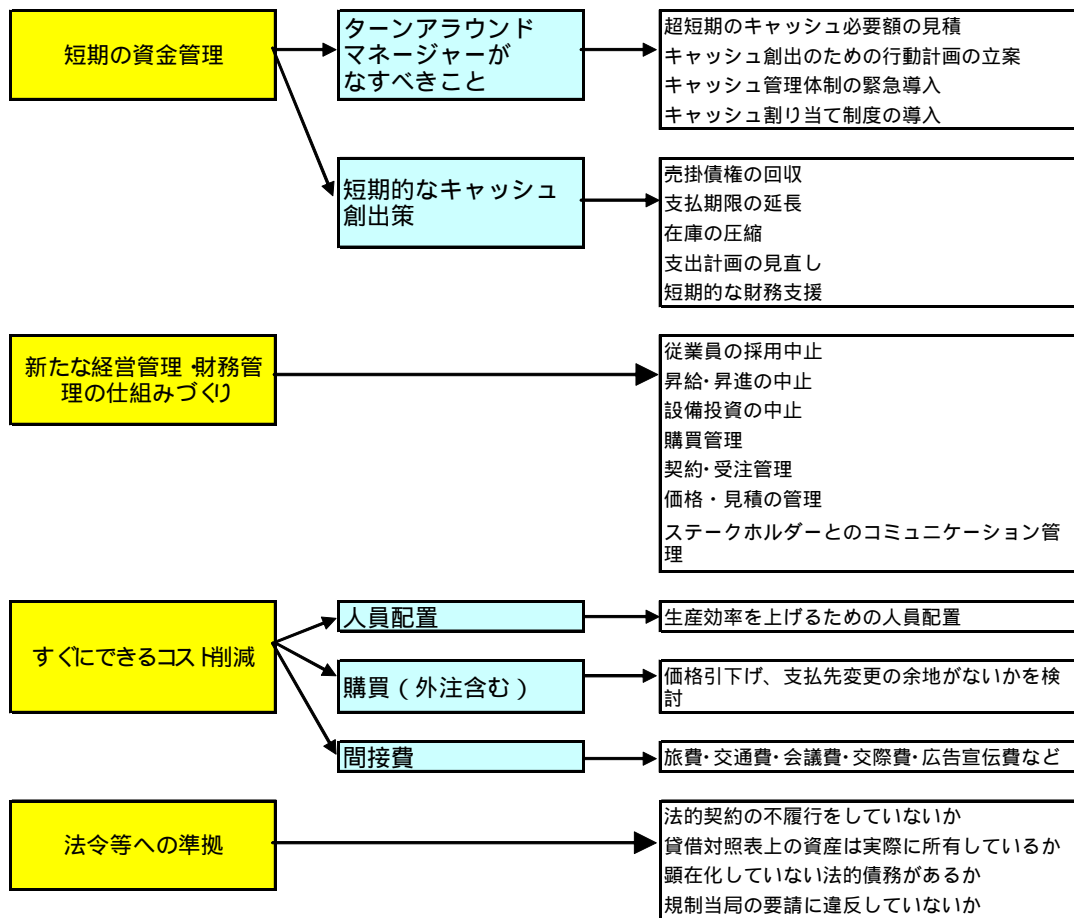 短期の資金管理
ターンアラウンド
マネージャーが
なすべきこと
超短期のキャッシュ必要額の見積
キャッシュ創出のための行動計画の立案
キャッシュ管理体制の緊急導入
キャッシュ割り当て制度の導入
短期的なキャッシュ
創出策
売掛債権の回収
支払期限の延長
在庫の圧縮
支出計画の見直し
短期的な財務支援
新たな経営管理・財務管
理の仕組みづくり
従業員の採用中止
昇給・昇進の中止
設備投資の中止
購買管理
契約・受注管理
価格・見積の管理
ステークホルダーとのコミュニケーション管
理
すぐにできるコスト削減
人員配置
生産効率を上げるための人員配置
購買（外注含む）
価格引下げ、支払先変更の余地がないかを検
討
間接費
旅費・交通費・会議費・交際費・広告宣伝費など
法令等への準拠
法的契約の不履行をしていないか
貸借対照表上の資産は実際に所有しているか
顕在化していない法的債務があるか
規制当局の要請に違反していないか